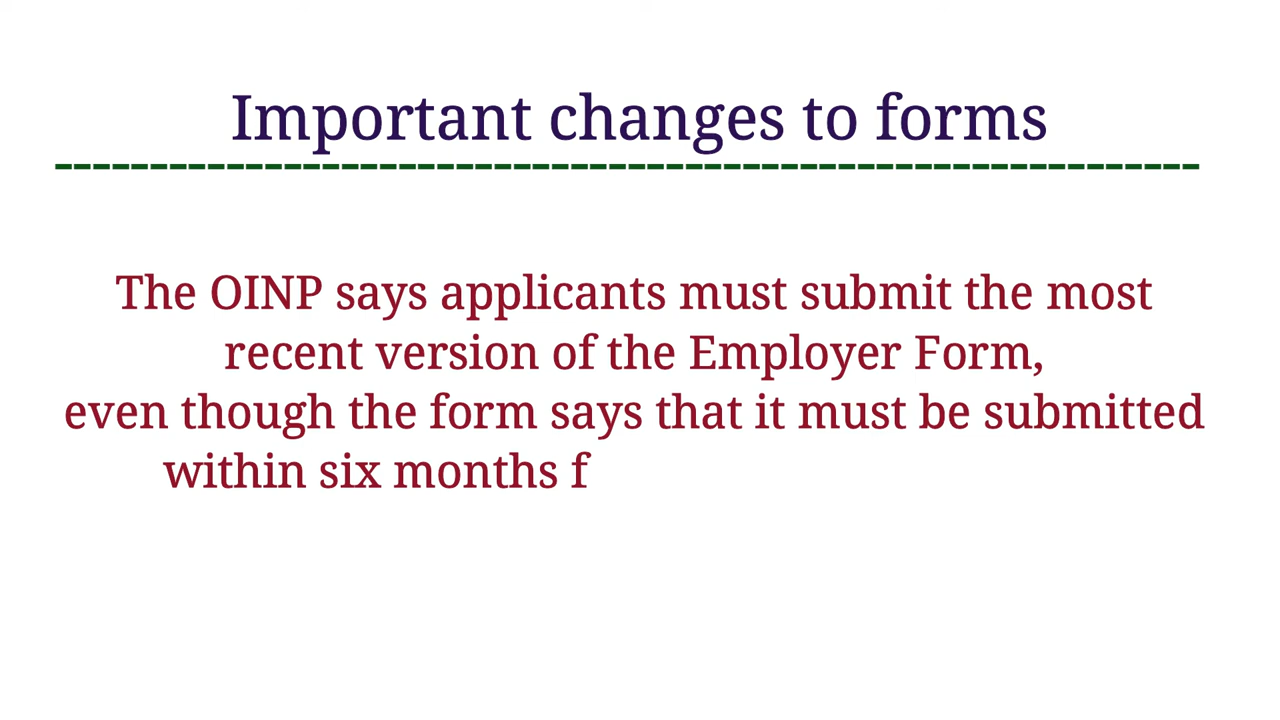 Important changes to forms
The OINP says applicants must submit the most
recent version of the Employer Form,
even though the form says that it must be submitted
within six months f